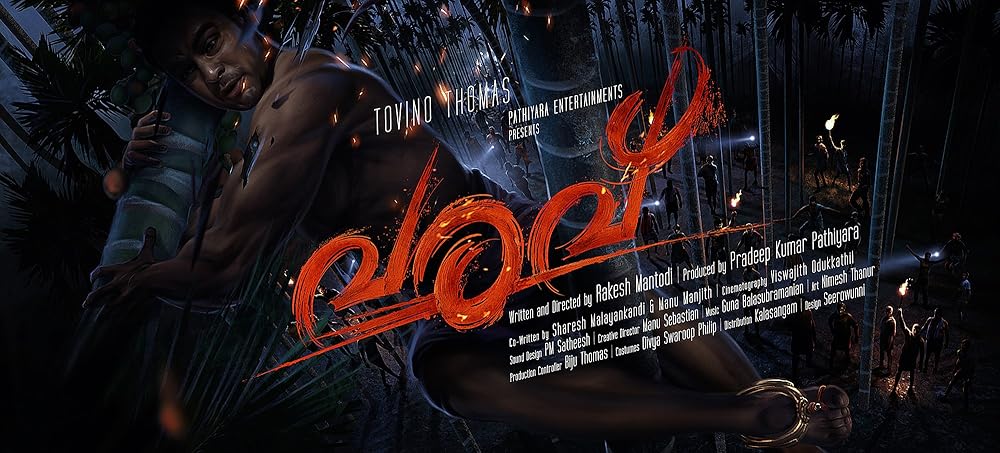 TOVINO THOMAS
PATHIYARA ENTERTAINMENTS
PRESENTS
വരവ്
Written and Directed by Rakesh Mantodi | Produced by Pradeep Kumar Pathiyara
Co-Written by Sharesh Malayankandi & Manu Manjith | Cinematography Viswajith Odukkathil
Sound Design PM Satheesh | Creative Director Manu Sebastian | Music Guna Balasubramanian | Art Nimesh Thanur
Production Controller Biju Thomas | Costumes Divya Swaroop Philip | Distribution Kalasangam | Design Seerowunni